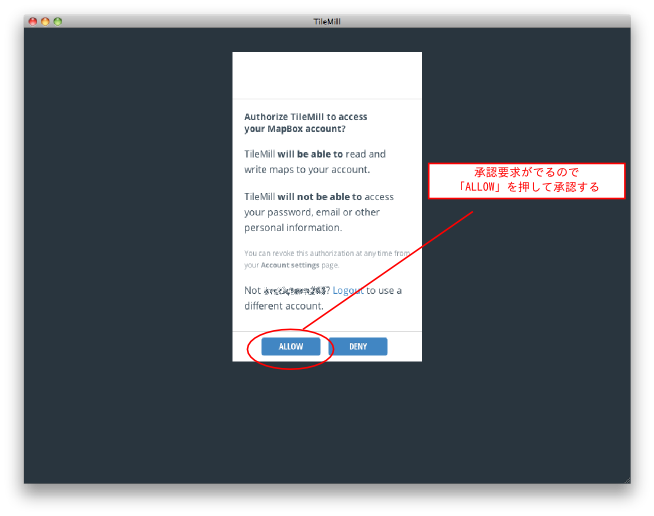 TileMill
Authorize TileMill to access
your MapBox account?
TileMill will be able to read and
write maps to your account.
TileMill will not be able to access
your password, email or other
personal information.
You can revoke this authorization at any time from
your Account settings page.
Not ? Logout to use a
different account.
ALLOW DENY
承認要求がでるので
「ALLOW」を押して承認する